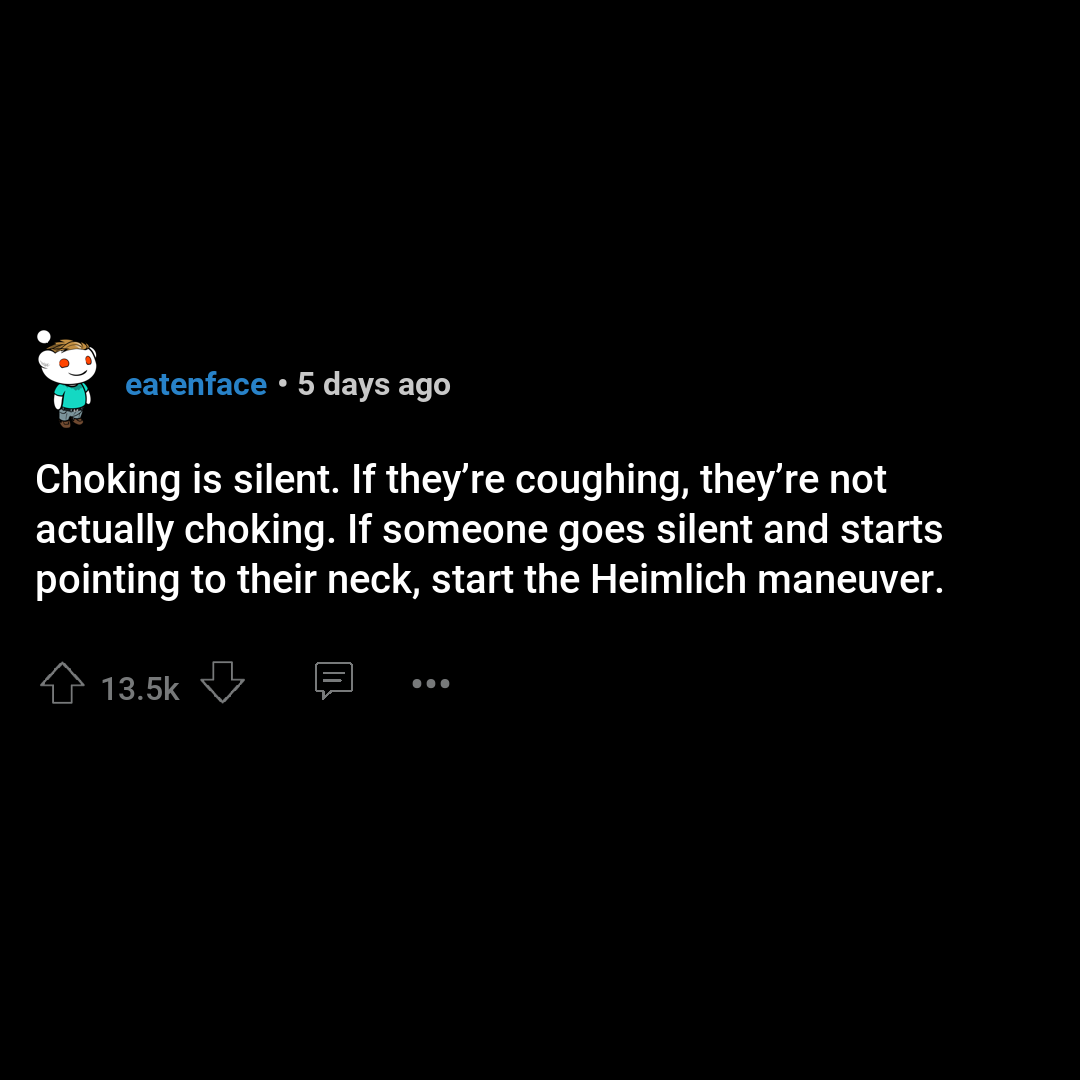 eatenface • 5 days ago
Choking is silent. If they’re coughing, they’re not
actually choking. If someone goes silent and starts
pointing to their neck, start the Heimlich maneuver.
13.5k